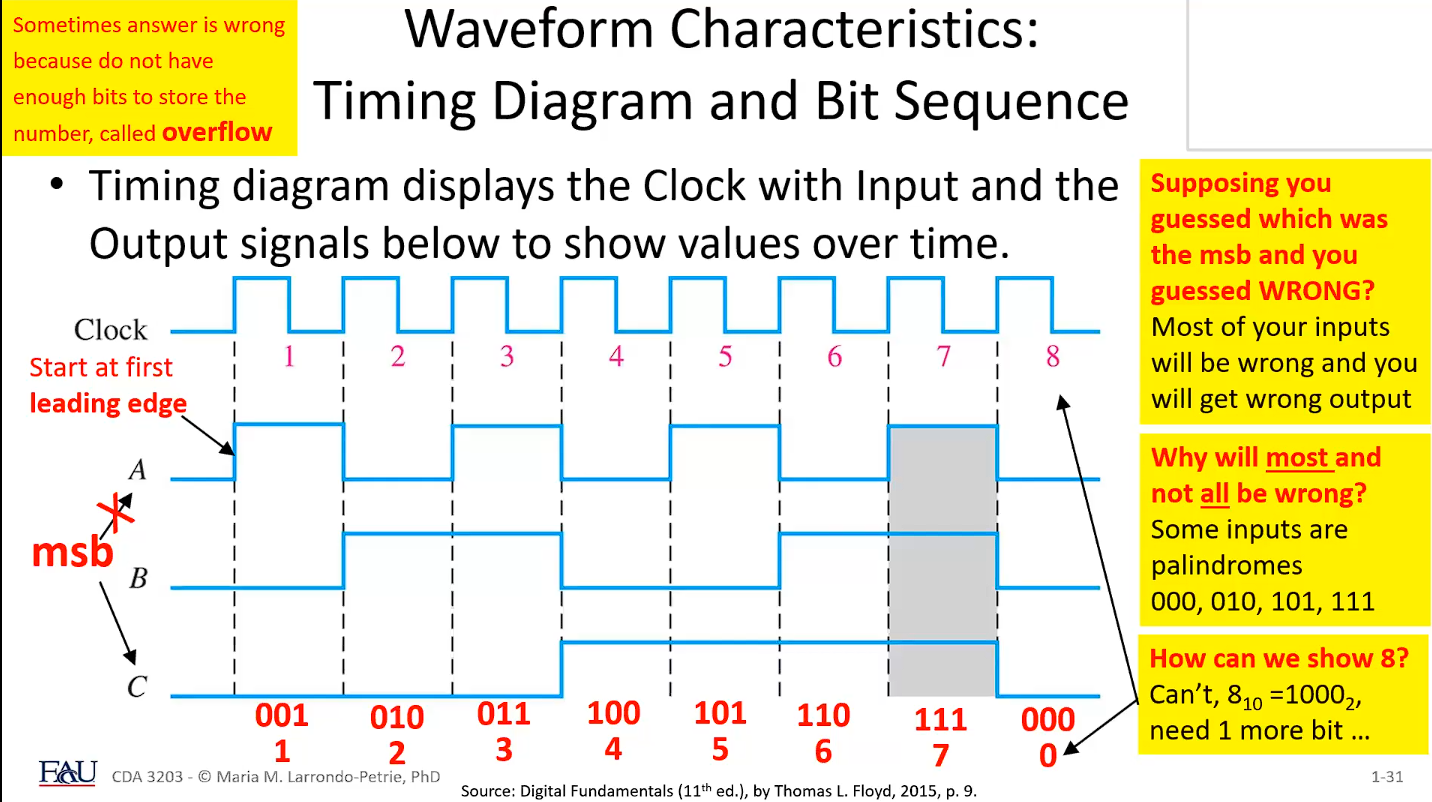 Sometimes answer is wrong
because do not have
enough bits to store the
number, called overflow
Waveform Characteristics:
Timing Diagram and Bit Sequence
• Timing diagram displays the Clock with Input and the
Output signals below to show values over time.
Clock
1 2 3 4 5 6 7 8
Start at first
leading edge
A
msb
B
C
001 010 011 100 101 110 111 000
1 2 3 4 5 6 7 0
Supposing you
guessed which was
the msb and you
guessed WRONG?
Most of your inputs
will be wrong and you
will get wrong output
Why will most and
not all be wrong?
Some inputs are
palindromes
000, 010, 101, 111
How can we show 8?
Can't, 8₁₀ =1000₂,
need 1 more bit …
FAU
CDA 3203 - © Maria M. Larrondo-Petrie, PhD
Source: Digital Fundamentals (11th ed.), by Thomas L. Floyd, 2015, p. 9.
1-31